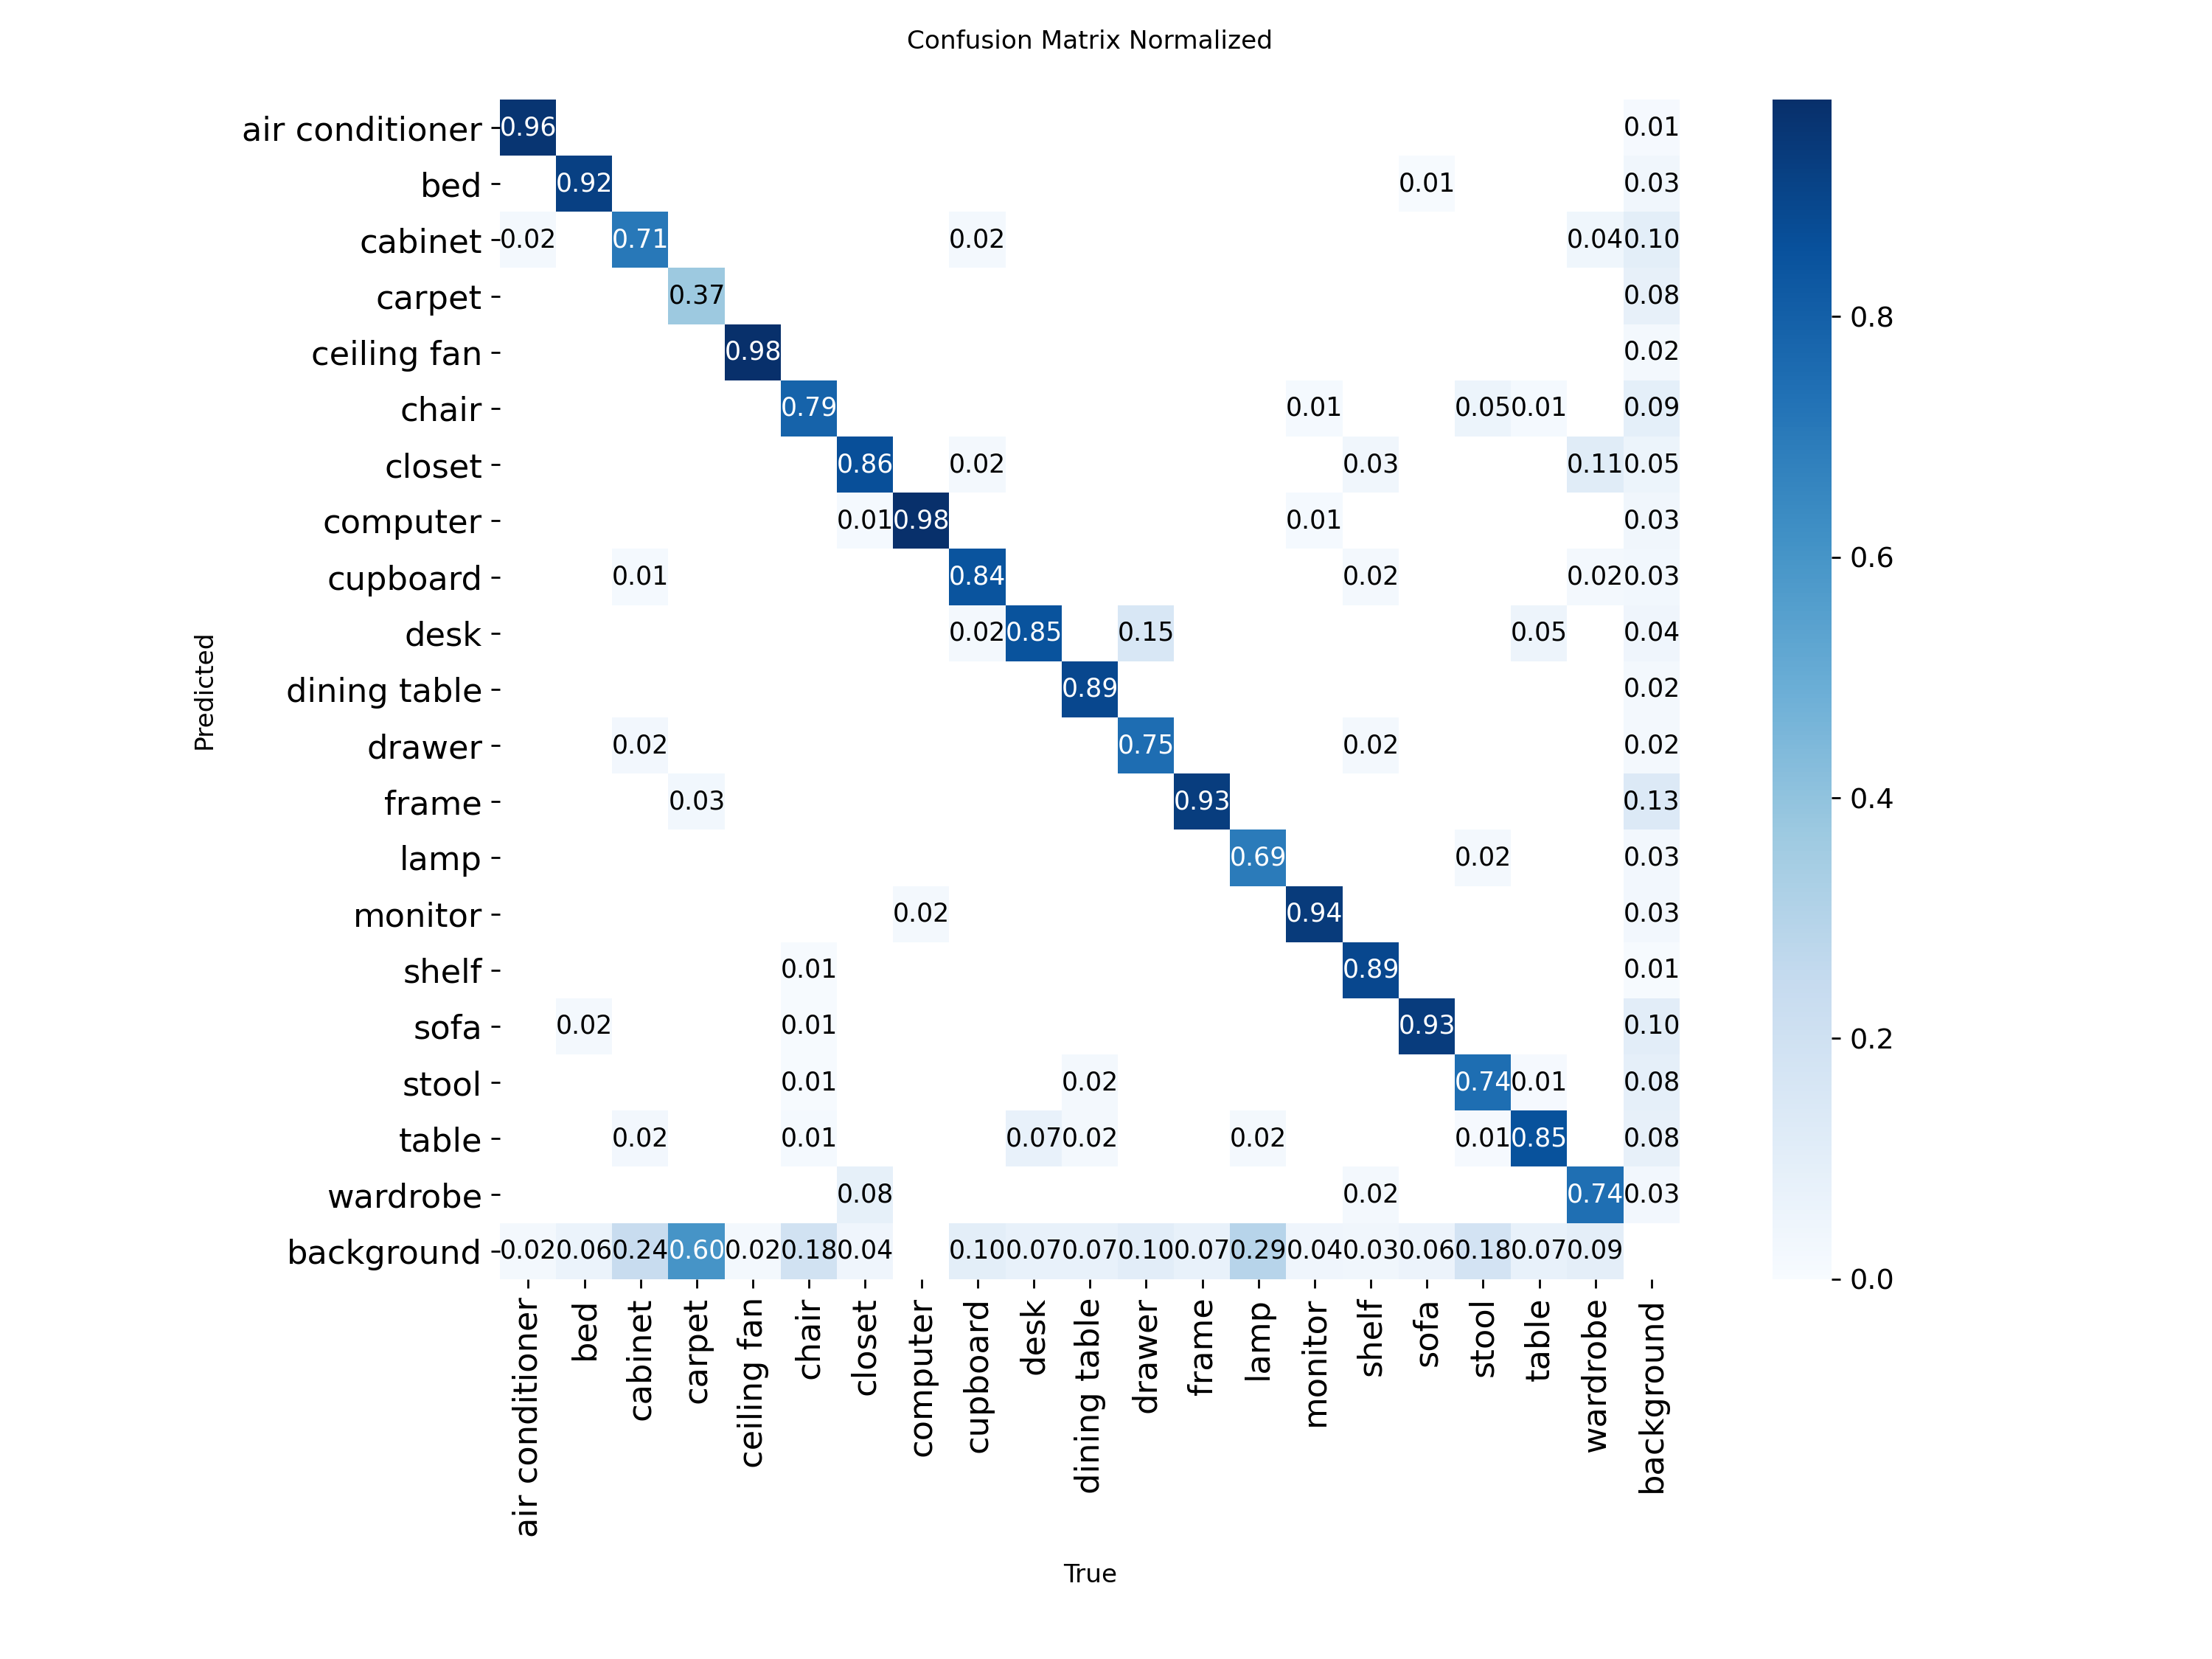 Confusion Matrix Normalized
air conditioner 0.96 0.01
bed 0.92 0.01 0.03
cabinet 0.02 0.71 0.02 0.04 0.10
carpet 0.37 0.08
0.8
ceiling fan 0.98 0.02
chair 0.79 0.01 0.05 0.01 0.09
closet 0.86 0.02 0.03 0.11 0.05
computer 0.01 0.98 0.01 0.03
0.6
cupboard 0.01 0.84 0.02 0.02 0.03
desk 0.02 0.85 0.15 0.05 0.04
Predicted
dining table 0.89 0.02
drawer 0.02 0.75 0.02 0.02
0.4
frame 0.03 0.93 0.13
lamp 0.69 0.02 0.03
monitor 0.02 0.94 0.03
shelf 0.01 0.89 0.01
sofa 0.02 0.01 0.93 0.10
0.2
stool 0.01 0.02 0.74 0.01 0.08
table 0.02 0.01 0.07 0.02 0.02 0.01 0.85 0.08
wardrobe 0.08 0.02 0.74 0.03
background 0.02 0.06 0.24 0.60 0.02 0.18 0.04 0.10 0.07 0.07 0.10 0.07 0.29 0.04 0.03 0.06 0.18 0.07 0.09
0.0
air conditioner
bed
cabinet
carpet
ceiling fan
chair
closet
computer
cupboard
desk
dining table
drawer
frame
lamp
monitor
shelf
sofa
stool
table
wardrobe
background
True